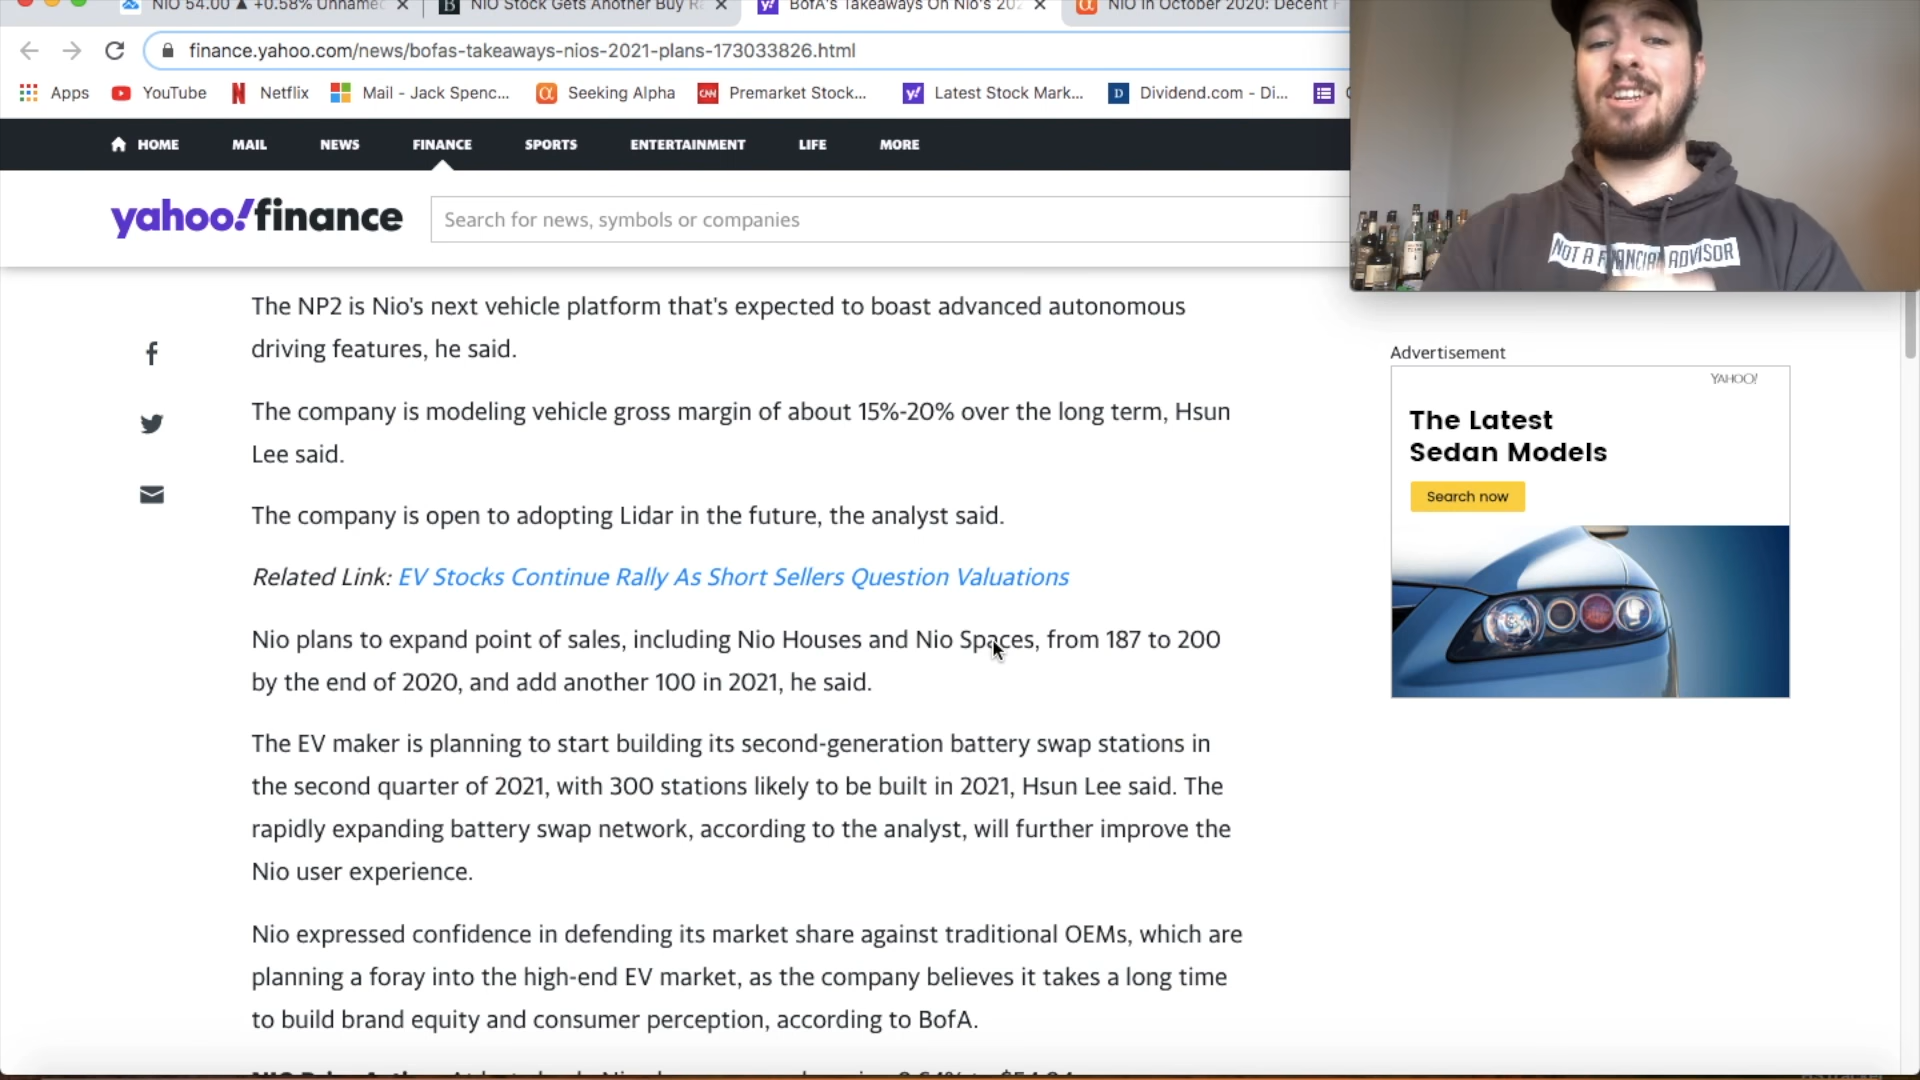 NIO 54.00 ▲ +0.58% Unnamed
NIO Stock Gets Another Buy Ra
BofA's Takeaways On Nio's 202
NIO In October 2020: Decent F
finance.yahoo.com/news/bofas-takeaways-nios-2021-plans-173033826.html
Apps YouTube Netflix Mail - Jack Spenc... Seeking Alpha CNN Premarket Stock... y! Latest Stock Mark... D Dividend.com - Di...
HOME MAIL NEWS FINANCE SPORTS ENTERTAINMENT LIFE MORE
yahoo!finance
Search for news, symbols or companies
NOT A FINANCIAL ADVISOR
The NP2 is Nio's next vehicle platform that's expected to boast advanced autonomous
driving features, he said.
The company is modeling vehicle gross margin of about 15%-20% over the long term, Hsun
Lee said.
The company is open to adopting Lidar in the future, the analyst said.
Related Link: EV Stocks Continue Rally As Short Sellers Question Valuations
Nio plans to expand point of sales, including Nio Houses and Nio Spaces, from 187 to 200
by the end of 2020, and add another 100 in 2021, he said.
The EV maker is planning to start building its second-generation battery swap stations in
the second quarter of 2021, with 300 stations likely to be built in 2021, Hsun Lee said. The
rapidly expanding battery swap network, according to the analyst, will further improve the
Nio user experience.
Nio expressed confidence in defending its market share against traditional OEMs, which are
planning a foray into the high-end EV market, as the company believes it takes a long time
to build brand equity and consumer perception, according to BofA.
Advertisement
YAHOO!
The Latest
Sedan Models
Search now